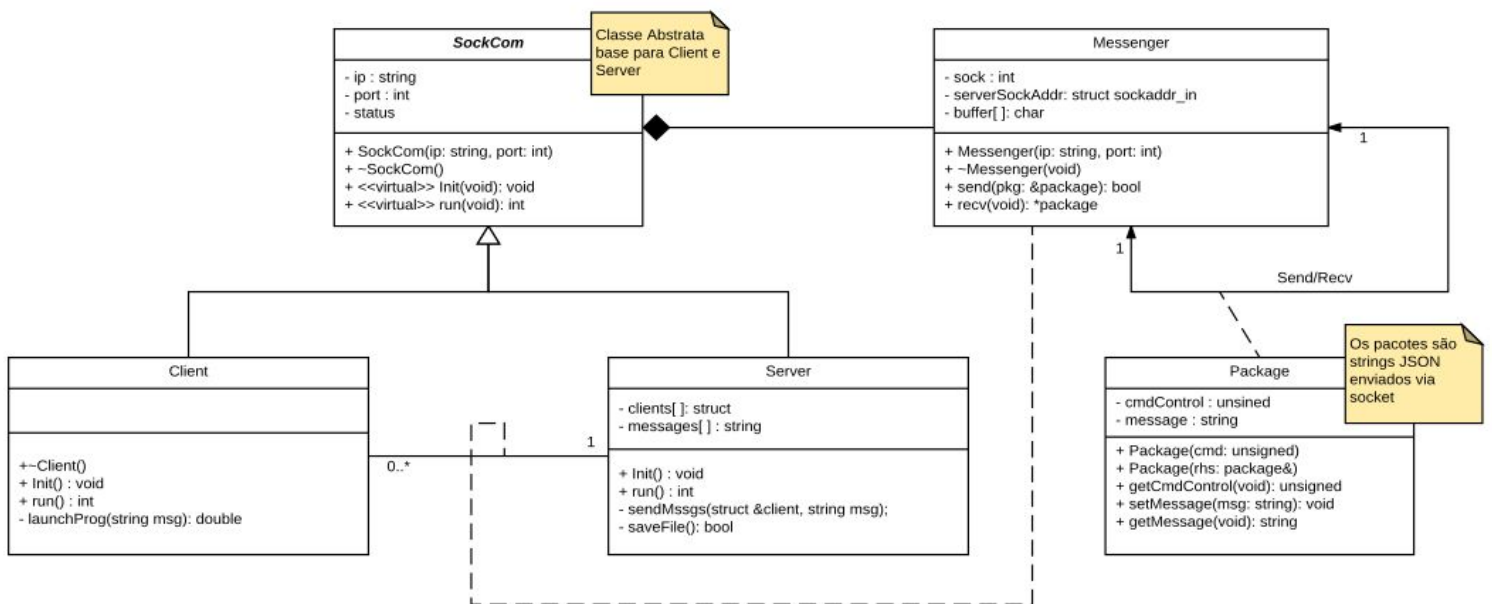 SockCom
- ip : string
- port : int
- status
+ SockCom(ip: string, port: int)
+ ~SockCom()
+ <<virtual>> Init(void): void
+ <<virtual>> run(void): int
Classe Abstrata
base para Client e
Server
Messenger
- sock : int
- serverSockAddr: struct sockaddr_in
- buffer[ ]: char
+ Messenger(ip: string, port: int)
+ ~Messenger(void)
+ send(pkg: &package): bool
+ recv(void): *package
1
1
Send/Recv
Client
+~Client()
+ Init() : void
+ run() : int
- launchProg(string msg): double
0..*
1
Server
- clients[ ]: struct
- messages[ ] : string
+ Init() : void
+ run() : int
- sendMssgs(struct &client, string msg);
- saveFile(): bool
Package
- cmdControl : unsined
- message : string
+ Package(cmd: unsigned)
+ Package(rhs: package&)
+ getCmdControl(void): unsigned
+ setMessage(msg: string): void
+ getMessage(void): string
Os pacotes são
strings JSON
enviados via
socket